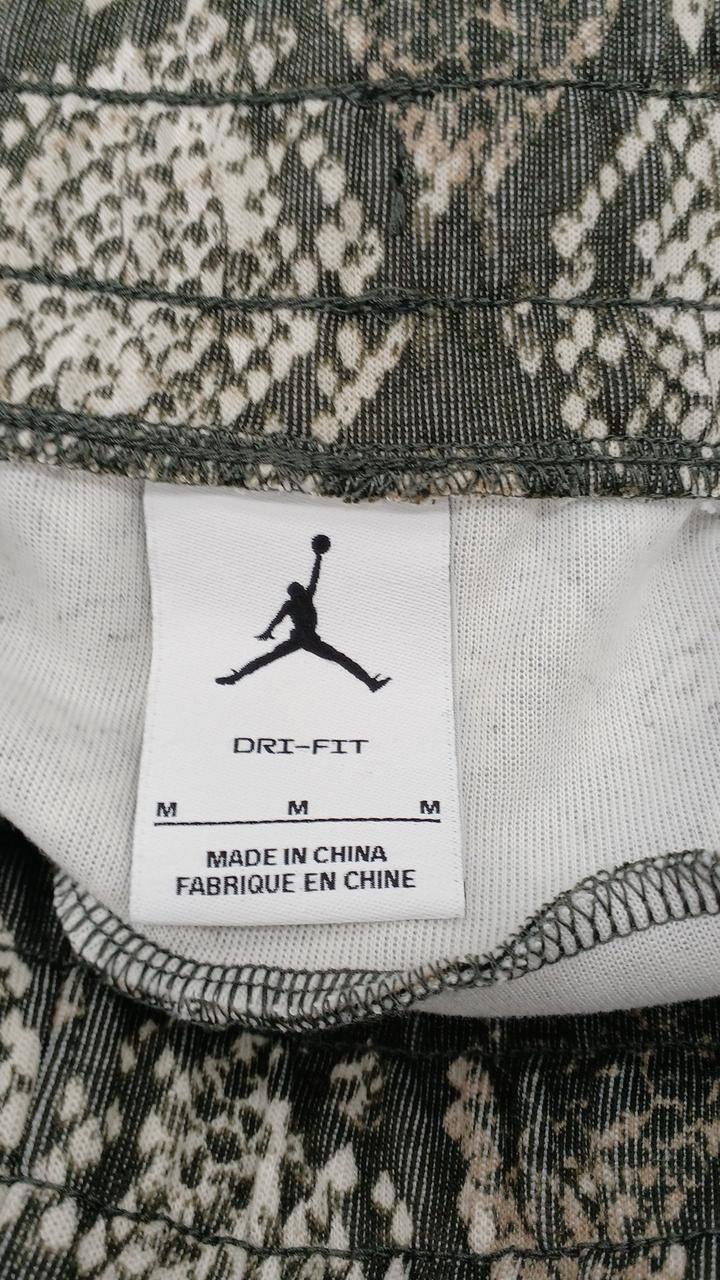 DRI-FIT
M M M
MADE IN CHINA
FABRIQUE EN CHINE